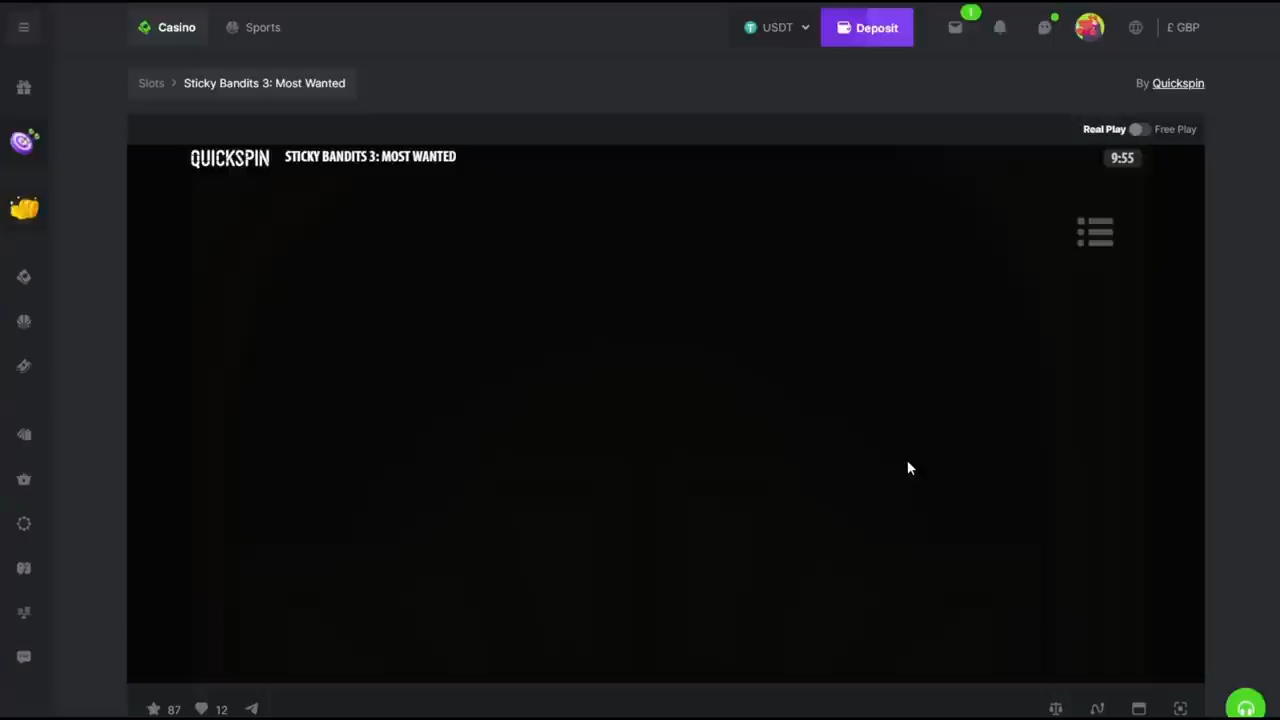 Casino
Sports
USDT
Deposit
1
£ GBP
Slots > Sticky Bandits 3: Most Wanted
By Quickspin
Real Play
Free Play
QUICKSPIN
STICKY BANDITS 3: MOST WANTED
9:55
87
12